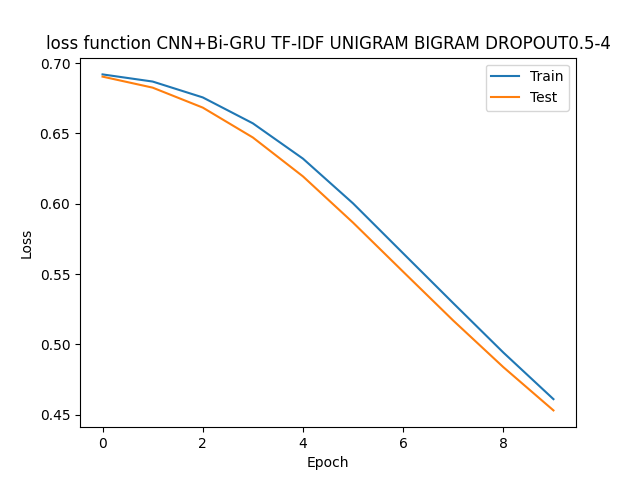 loss function CNN+Bi-GRU TF-IDF UNIGRAM BIGRAM DROPOUT0.5-4
0.70
0.65
0.60
0.55
0.50
0.45
Loss
Train
Test
0 2 4 6 8
Epoch